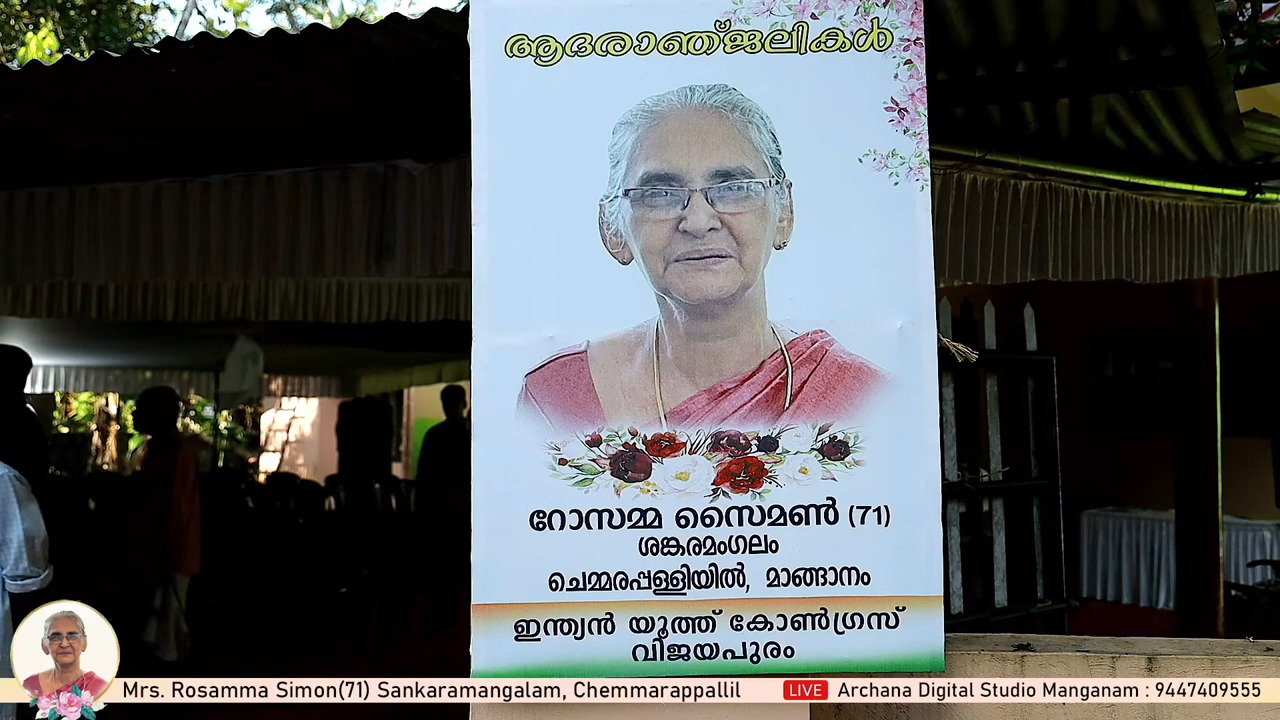 ആദരാഞ്ജലികൾ
റോസമ്മ സൈമൺ (71)
ശങ്കരമംഗലം
ചെമ്മരപ്പള്ളിയിൽ, മാങ്ങാനം
ഇന്ത്യൻ യൂത്ത് കോൺഗ്രസ്
വിജയപുരം
Mrs. Rosamma Simon(71) Sankaramangalam, Chemmarappallil
LIVE Archana Digital Studio Manganam : 9447409555